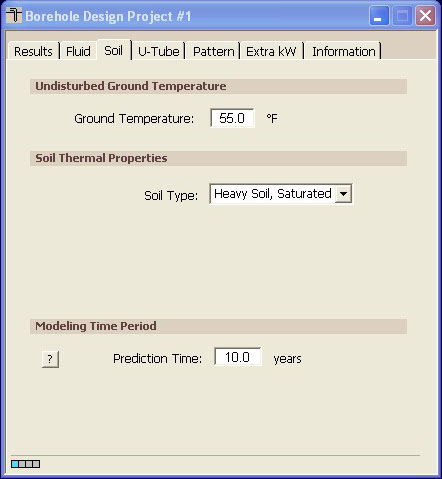 Borehole Design Project #1
Results Fluid Soil U-Tube Pattern Extra kW Information
Undisturbed Ground Temperature
Ground Temperature: 55.0 °F
Soil Thermal Properties
Soil Type: Heavy Soil, Saturated
Modeling Time Period
? Prediction Time: 10.0 years